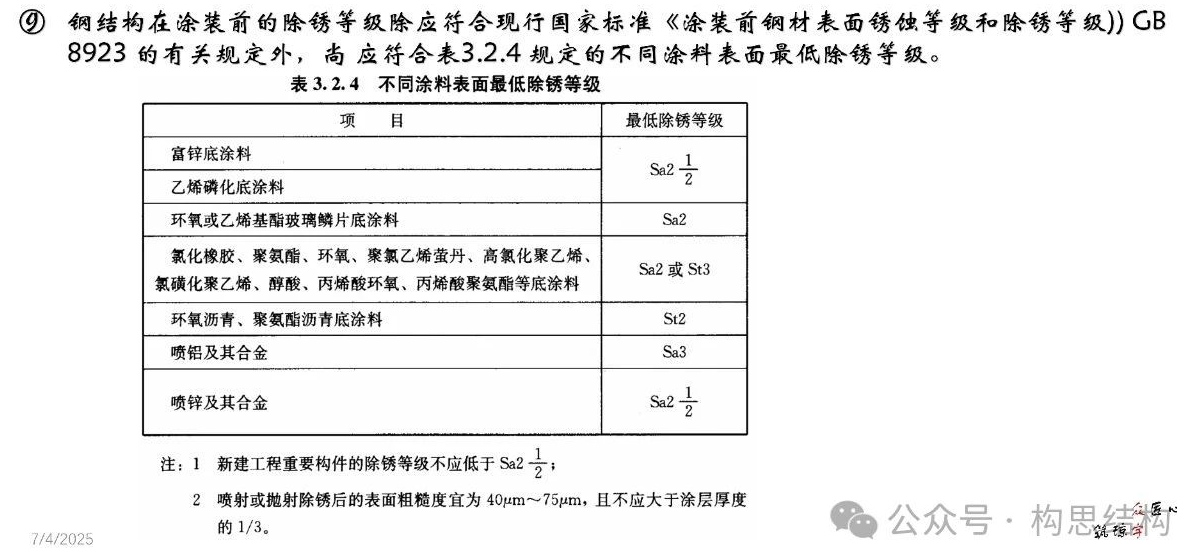 ⑨ 钢结构在涂装前的除锈等级除应符合现行国家标准《涂装前钢材表面锈蚀等级和除锈等级)) GB
8923 的有关规定外，尚 应符合表3.2.4 规定的不同涂料表面最低除锈等级。
表 3.2.4 不同涂料表面最低除锈等级
项 目 最低除锈等级
富锌底涂料 Sa2 1/2
乙烯磷化底涂料
环氧或乙烯基酯玻璃鳞片底涂料 Sa2
氯化橡胶、聚氨酯、环氧、聚氯乙烯萤丹、高氯化聚乙烯、
氯磺化聚乙烯、醇酸、丙烯酸环氧、丙烯酸聚氨酯等底涂料 Sa2 或 St3
环氧沥青、聚氨酯沥青底涂料 St2
喷铝及其合金 Sa3
喷锌及其合金 Sa2 1/2
注：1 新建工程重要构件的除锈等级不应低于 Sa2 1/2；
2 喷射或抛射除锈后的表面粗糙度宜为 40μm～75μm，且不应大于涂层厚度
的 1/3。
公众号 · 构思结构
7/4/2025